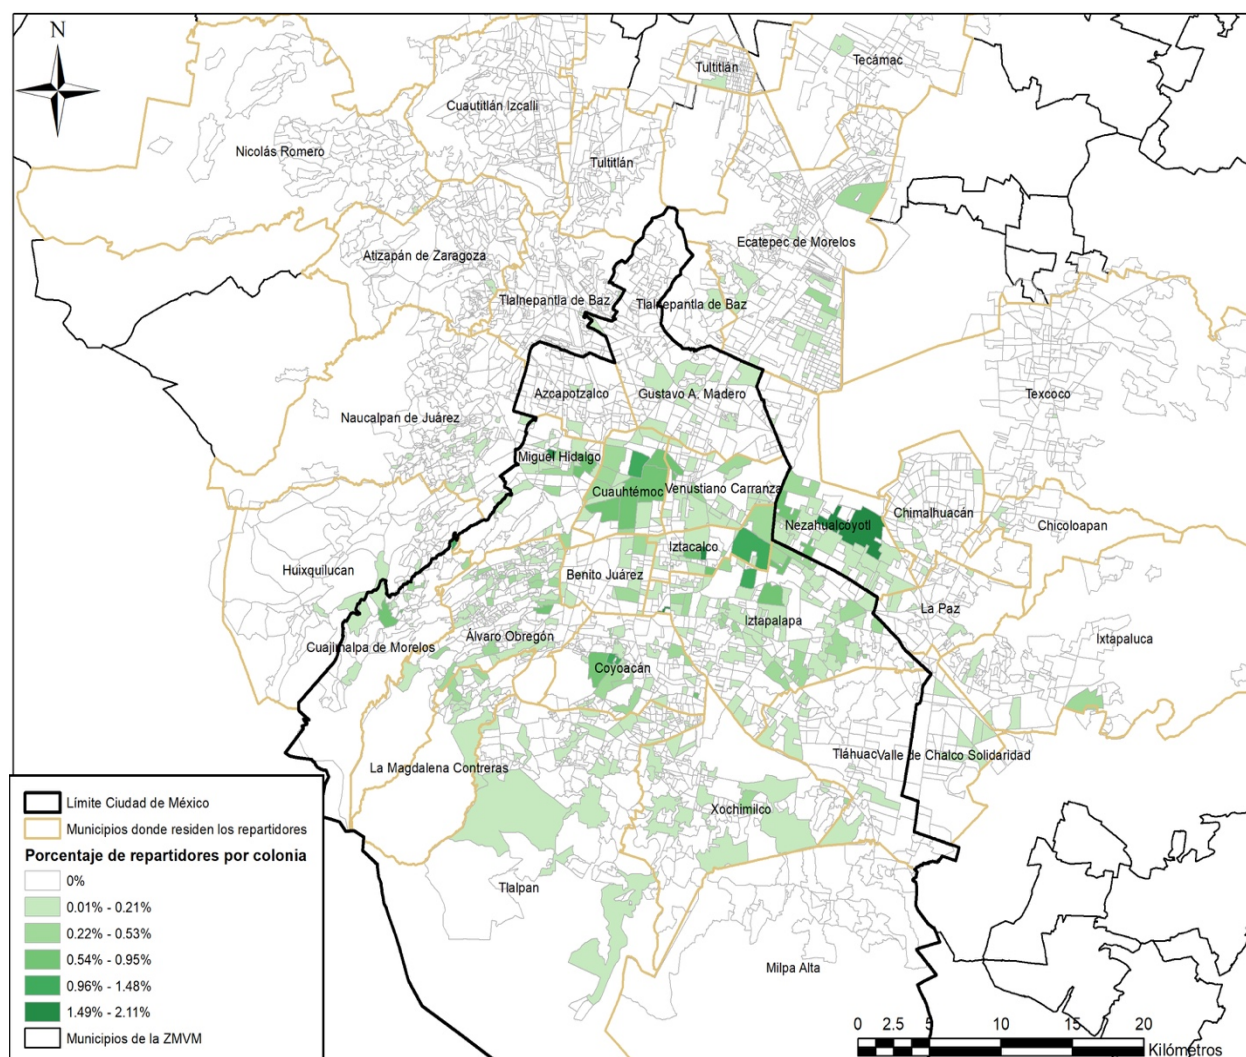 N
Tultitlán
Tecámac
Cuautitlán Izcalli
Nicolás Romero
Tultitlán
Ecatepec de Morelos
Atizapán de Zaragoza
Tlalnepantla de Baz
Tlalnepantla de Baz
Azcapotzalco
Gustavo A. Madero
Texcoco
Naucalpan de Juárez
Miguel Hidalgo
Cuauhtémoc
Venustiano Carranza
Nezahualcoyotl
Chimalhuacán
Chicoloapan
Iztacalco
Huixquilucan
Benito Juárez
La Paz
Iztapalapa
Ixtapaluca
Cuajimalpa de Morelos
Álvaro Obregón
Coyoacán
La Magdalena Contreras
Tláhuac
Valle de Chalco Solidaridad
Xochimilco
Tlalpan
Milpa Alta
Límite Ciudad de México
Municipios donde residen los repartidores
Porcentaje de repartidores por colonia
0%
0.01% - 0.21%
0.22% - 0.53%
0.54% - 0.95%
0.96% - 1.48%
1.49% - 2.11%
Municipios de la ZMVM
0 2.5 5 10 15 20
Kilómetros